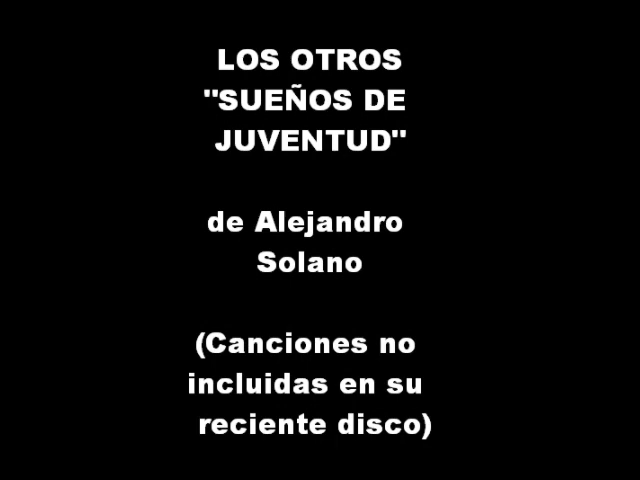 LOS OTROS
"SUEÑOS DE
JUVENTUD"
de Alejandro
Solano
(Canciones no
incluidas en su
reciente disco)